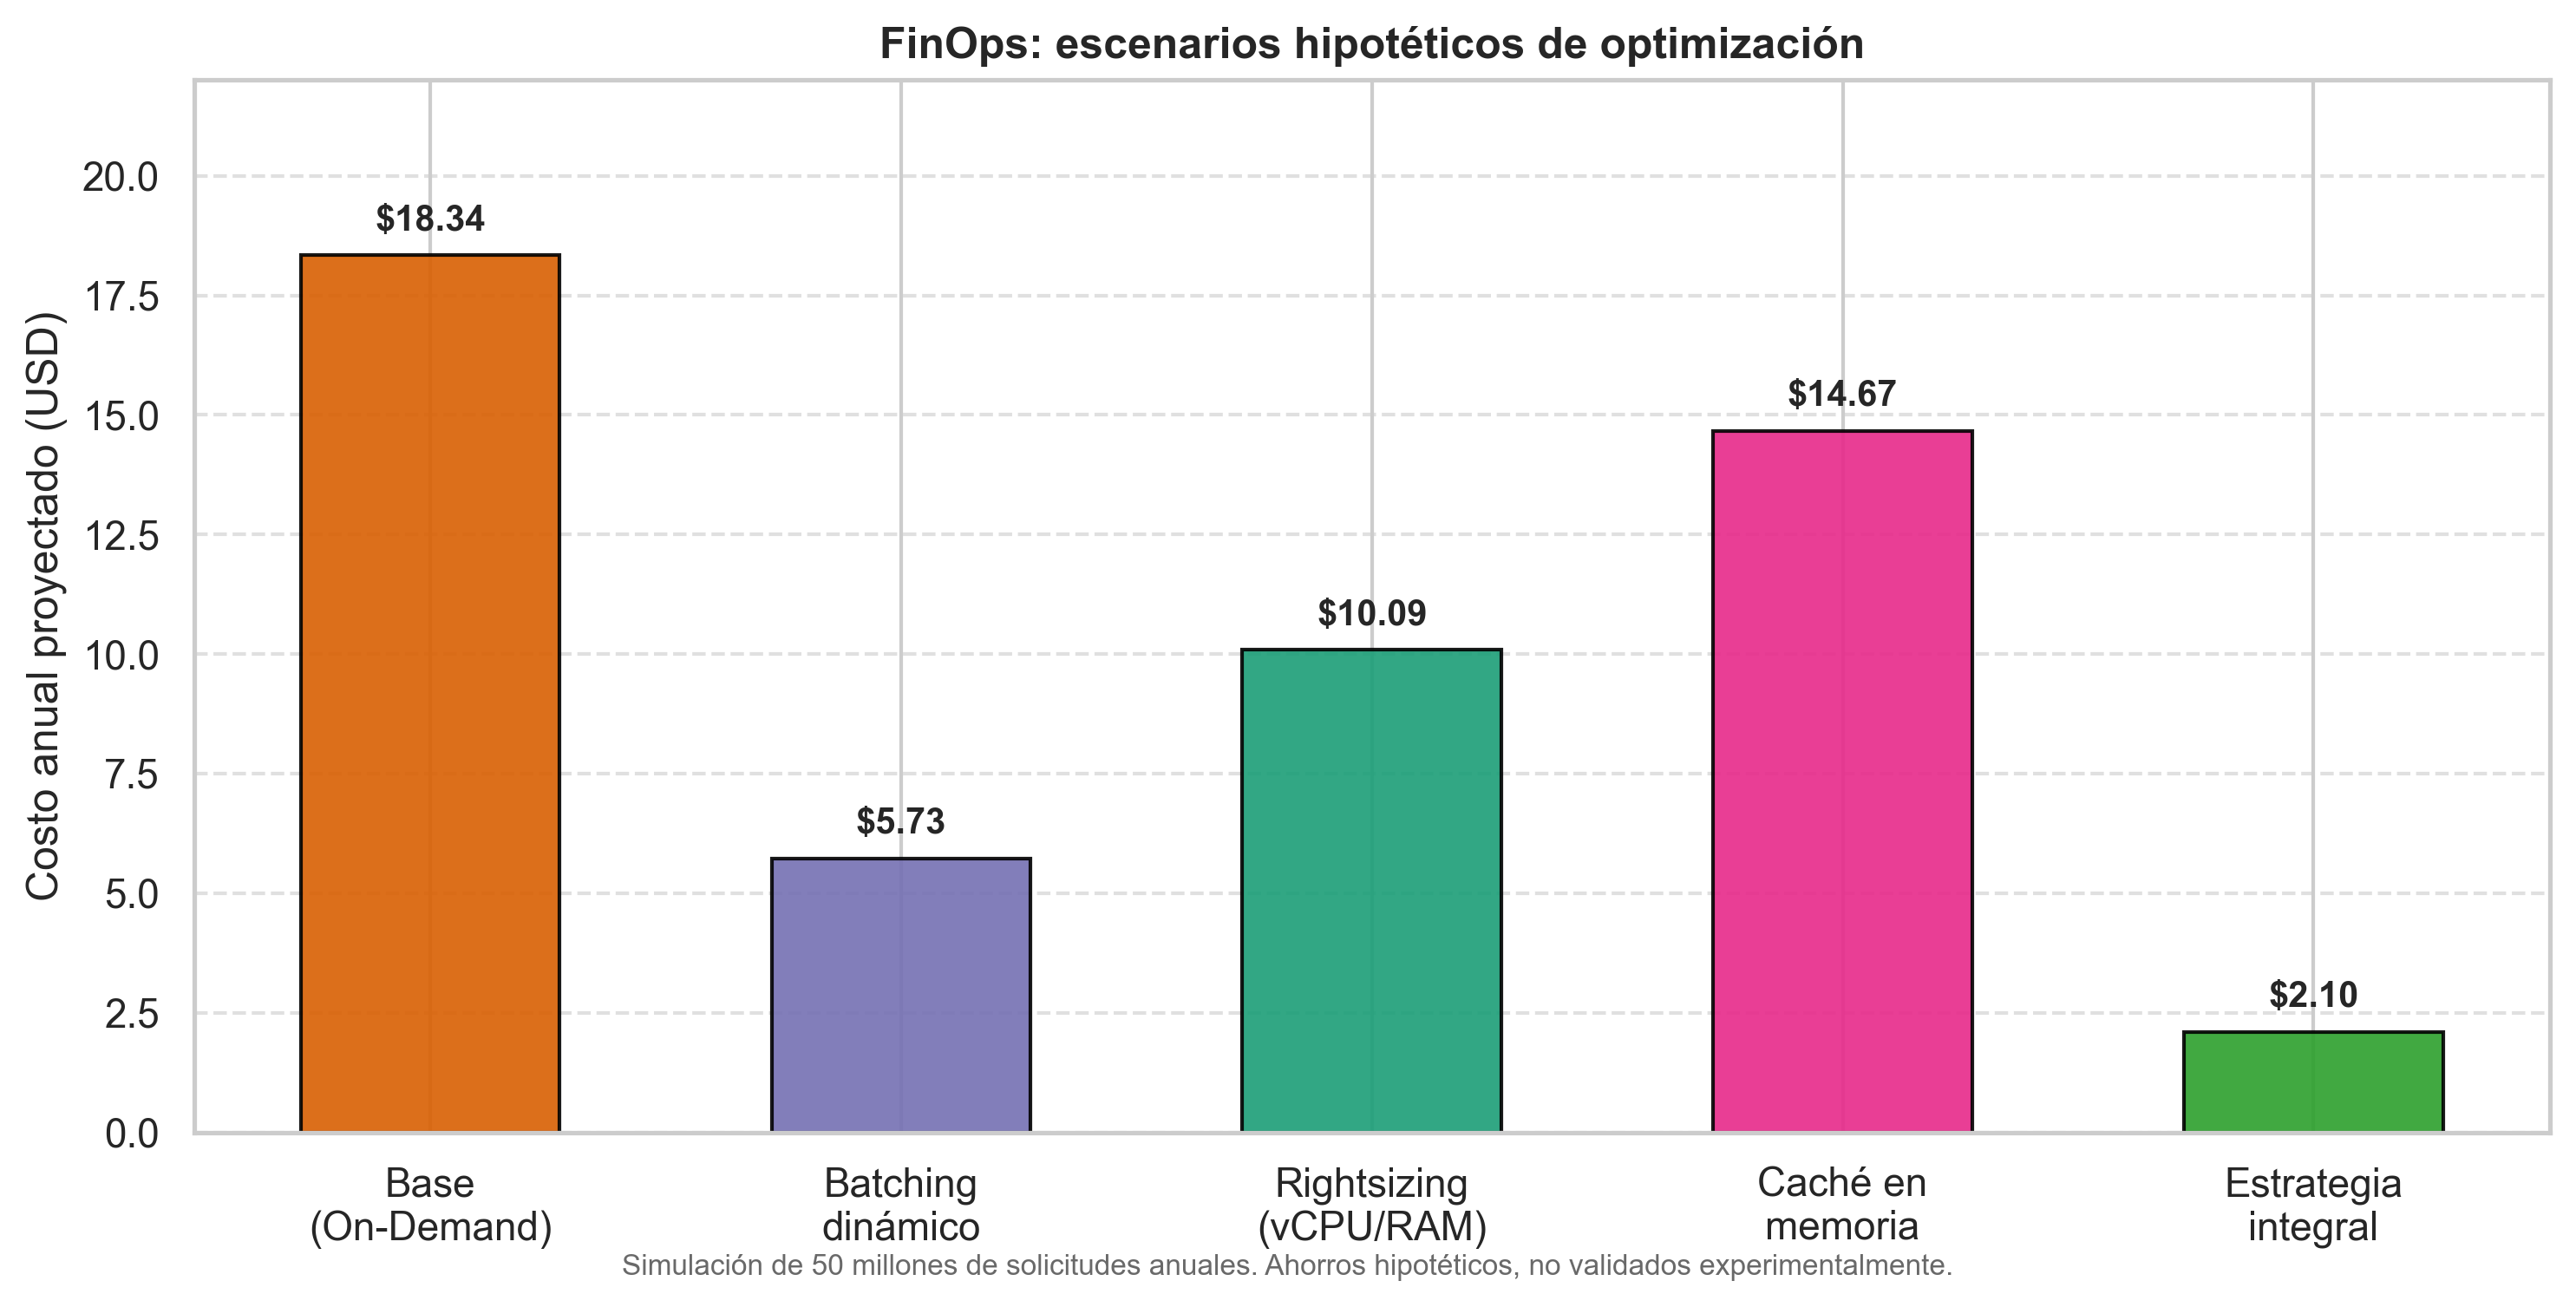 FinOps: escenarios hipotéticos de optimización
Costo anual proyectado (USD)
20.0
17.5
15.0
12.5
10.0
7.5
5.0
2.5
0.0
$18.34
$5.73
$10.09
$14.67
$2.10
Base
(On-Demand)
Batching
dinámico
Rightsizing
(vCPU/RAM)
Caché en
memoria
Estrategia
integral
Simulación de 50 millones de solicitudes anuales. Ahorros hipotéticos, no validados experimentalmente.